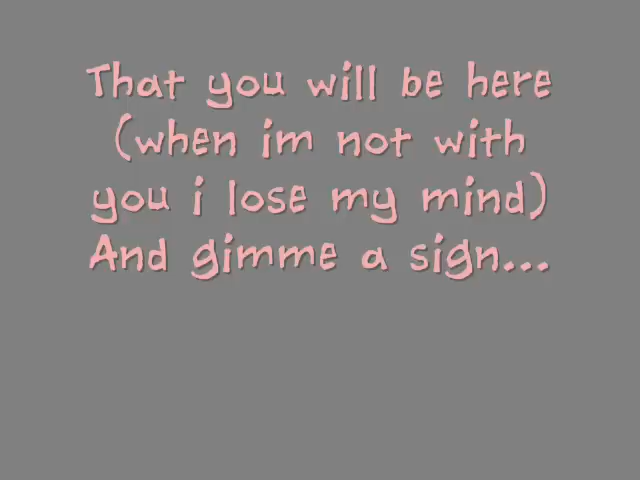 That you will be here
(when im not with
you i lose my mind)
And gimme a sign...